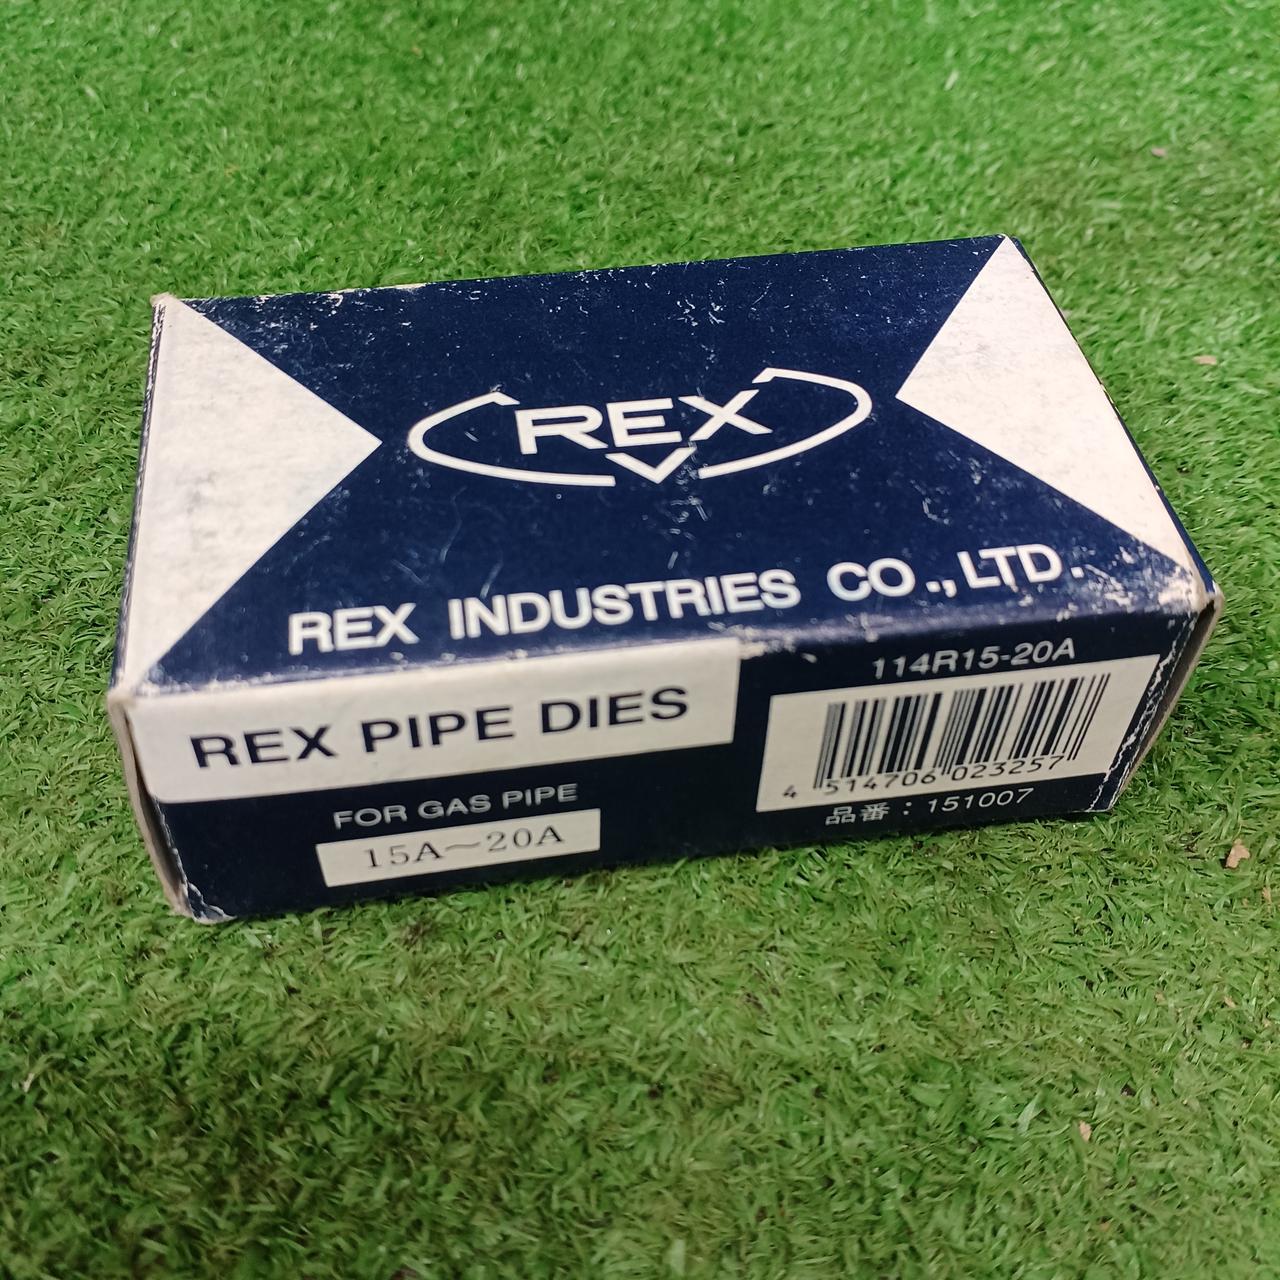 REX
REX INDUSTRIES CO.,LTD.
REX PIPE DIES
FOR GAS PIPE
15A～20A
114R15-20A
4 514706 023257
品番：151007